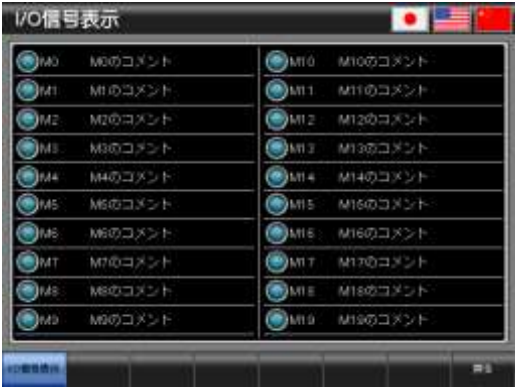 I/O信号表示
M0 M0のコメント
M1 M1のコメント
M2 M2のコメント
M3 M3のコメント
M4 M4のコメント
M5 M5のコメント
M6 M6のコメント
M7 M7のコメント
M8 M8のコメント
M9 M9のコメント
M10 M10のコメント
M11 M11のコメント
M12 M12のコメント
M13 M13のコメント
M14 M14のコメント
M15 M15のコメント
M16 M16のコメント
M17 M17のコメント
M18 M18のコメント
M19 M19のコメント
I/O信号表示
戻る